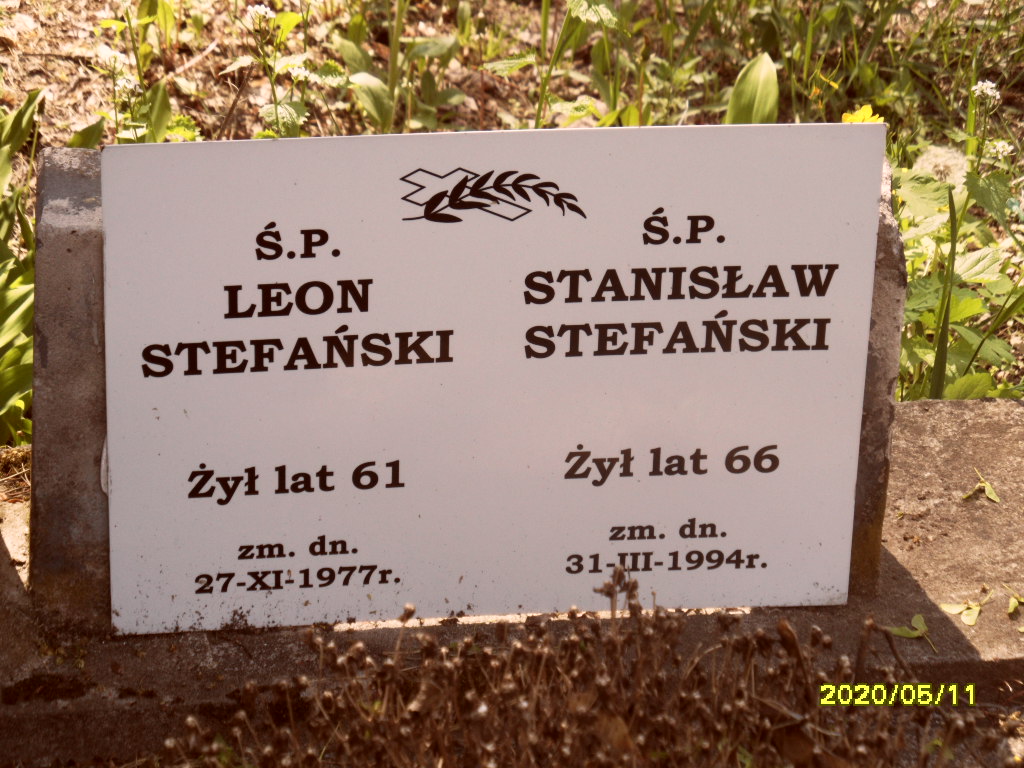 Ś.P.
LEON
STEFAŃSKI
Żył lat 61
zm. dn.
27-XI-1977r.
Ś.P.
STANISŁAW
STEFAŃSKI
Żył lat 66
zm. dn.
31-III-1994r.
2020/05/11